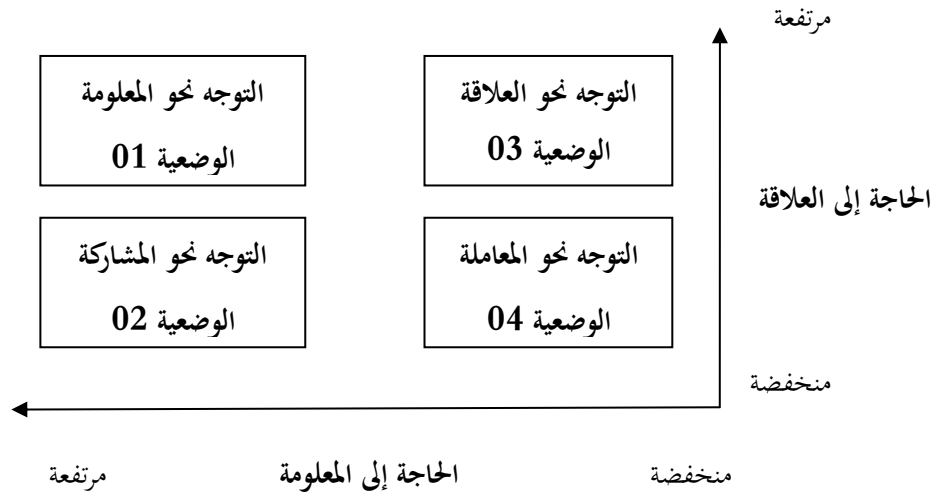 مرتفعة
التوجه نحو العلاقة
الوضعية 03
التوجه نحو المعلومة
الوضعية 01
الحاجة إلى العلاقة
التوجه نحو المعاملة
الوضعية 04
التوجه نحو المشاركة
الوضعية 02
منخفضة
منخفضة
الحاجة إلى المعلومة
مرتفعة